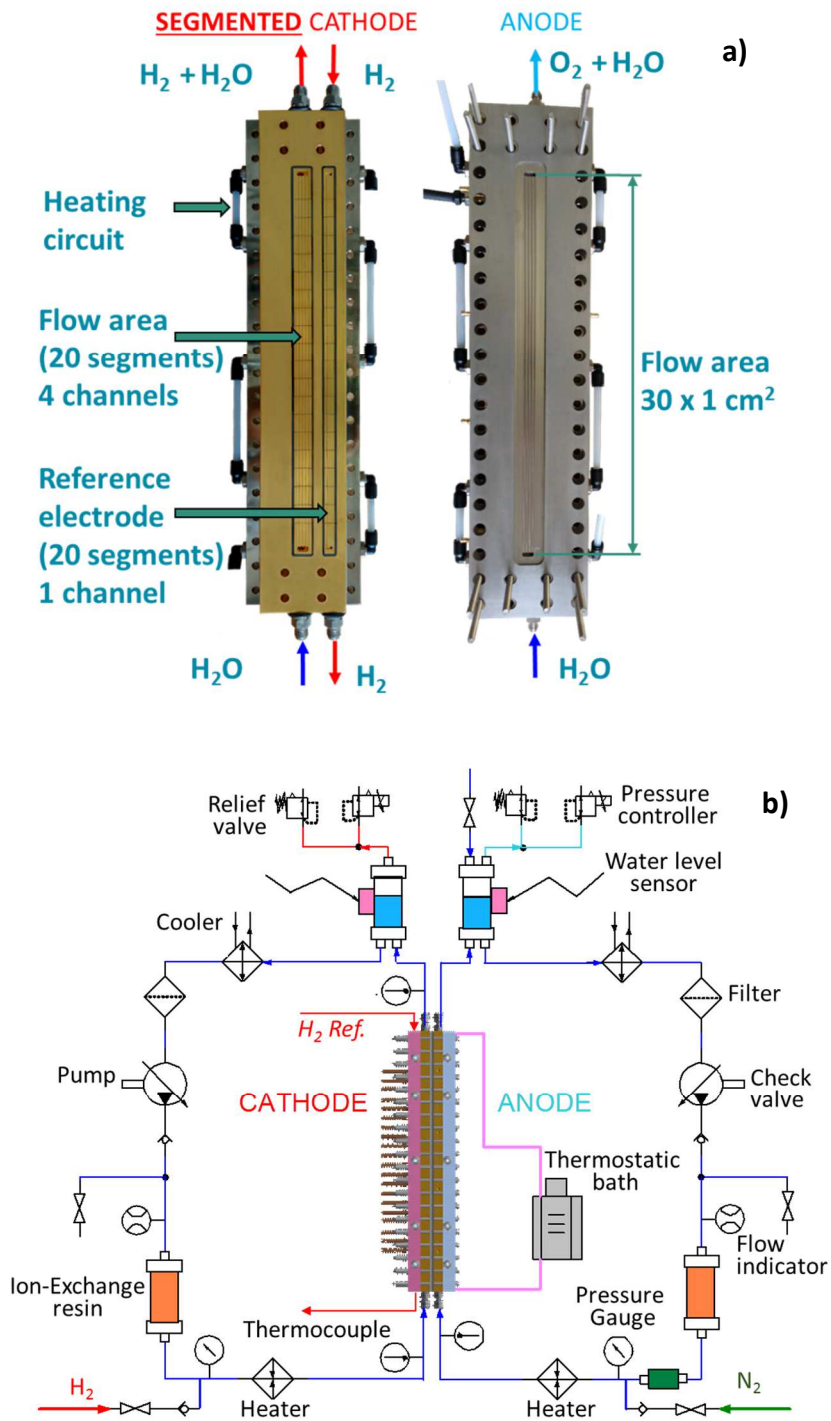 SEGMENTED CATHODE
ANODE
a)
H₂ + H₂O
H₂
O₂ + H₂O
Heating
circuit
Flow area
(20 segments)
4 channels
Flow area
30 x 1 cm²
Reference
electrode
(20 segments)
1 channel
H₂O
H₂
H₂O
b)
Relief
valve
Pressure
controller
Water level
sensor
Cooler
Filter
H₂ Ref.
Pump
CATHODE
ANODE
Check
valve
Thermostatic
bath
Flow
indicator
Ion-Exchange
resin
Pressure
Gauge
Thermocouple
H₂
Heater
Heater
N₂